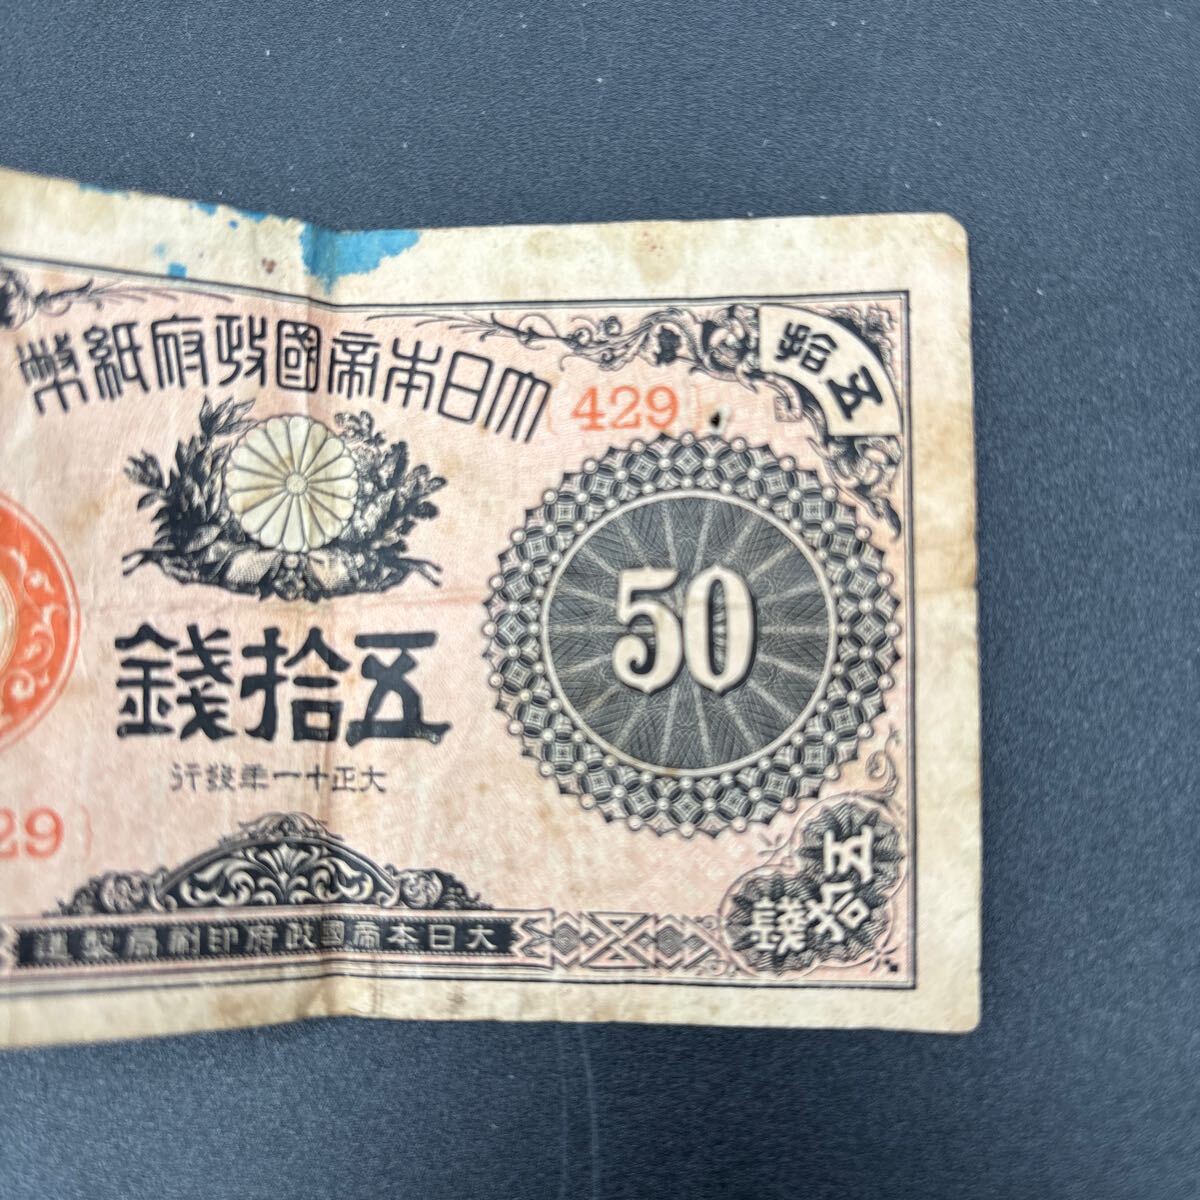 大日本帝國政府紙幣
429
五拾
五拾錢
50
大正十一年發行
29
五拾錢
大日本帝國政府印刷局製造